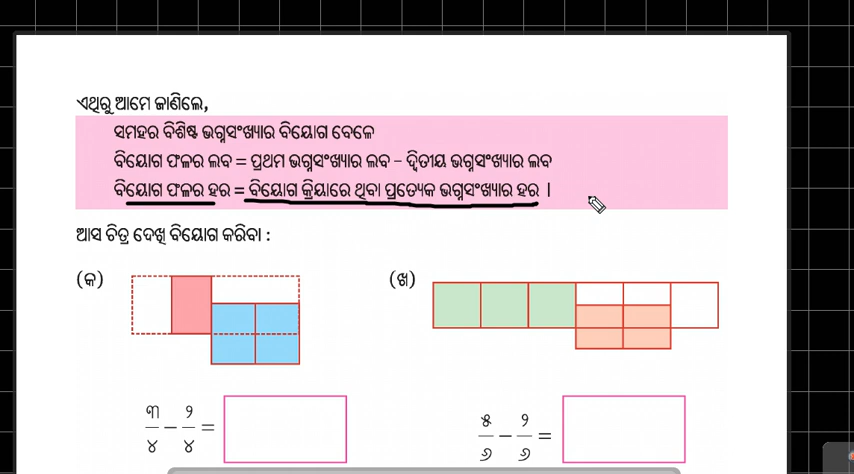 ଏଥିରୁ ଆମେ ଜାଣିଲେ,
ସମହର ବିଶିଷ୍ଟ ଭଗ୍ନସଂଖ୍ୟାର ବିୟୋଗ ବେଳେ
ବିୟୋଗ ଫଳର ଲବ = ପ୍ରଥମ ଭଗ୍ନସଂଖ୍ୟାର ଲବ – ଦ୍ୱିତୀୟ ଭଗ୍ନସଂଖ୍ୟାର ଲବ
ବିୟୋଗ ଫଳର ହର = ବିୟୋଗ କ୍ରିୟାରେ ଥିବା ପ୍ରତ୍ୟେକ ଭଗ୍ନସଂଖ୍ୟାର ହର ।
ଆସ ଚିତ୍ର ଦେଖି ବିୟୋଗ କରିବା :
(କ) (ଖ)
୩/୪ – ୨/୪ = ୫/୬ – ୨/୬ =